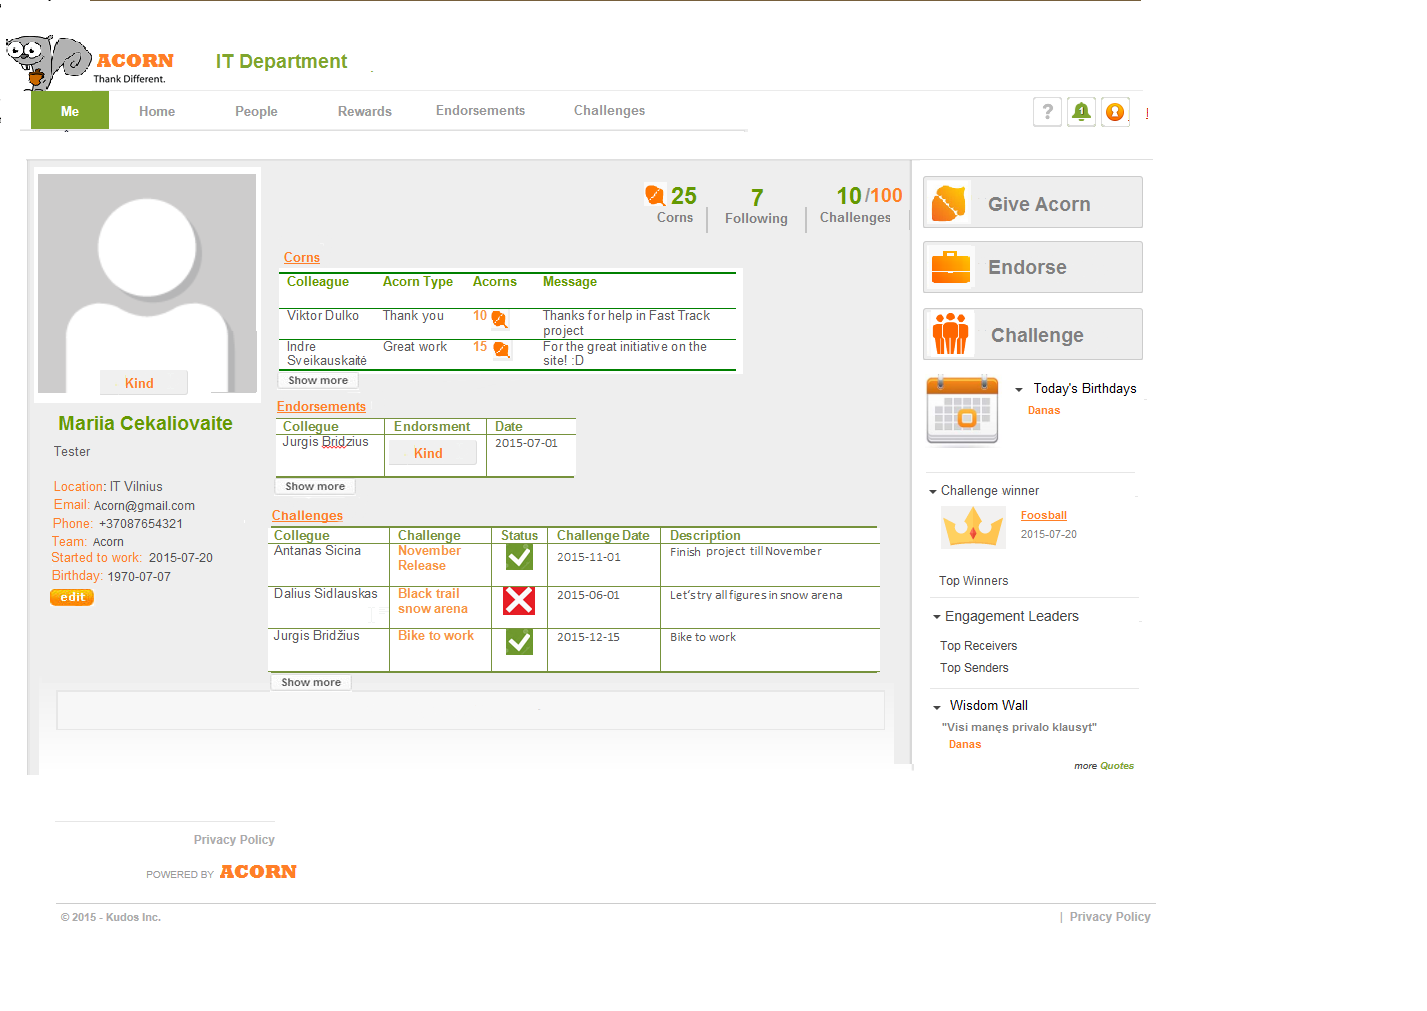 ACORN
Thank Different.
IT Department
Me Home People Rewards Endorsements Challenges
? 1
25 7 10/100
Corns Following Challenges
Kind
Mariia Cekaliovaite
Tester
Location: IT Vilnius
Email: Acorn@gmail.com
Phone: +37087654321
Team: Acorn
Started to work: 2015-07-20
Birthday: 1970-07-07
edit
Corns
Colleague Acorn Type Acorns Message
Viktor Dulko Thank you 10 Thanks for help in Fast Track
project
Indre Great work 15 For the great initiative on the
Sveikauskaitė site! :D
Show more
Endorsements
Collegue Endorsment Date
Jurgis Bridzius Kind 2015-07-01
Show more
Challenges
Collegue Challenge Status Challenge Date Description
Antanas Sicina November 2015-11-01 Finish project till November
Release
Dalius Sidlauskas Black trail 2015-06-01 Let'stry all figures in snow arena
snow arena
Jurgis Bridžius Bike to work 2015-12-15 Bike to work
Show more
Give Acorn
Endorse
Challenge
Today's Birthdays
Danas
Challenge winner
Foosball
2015-07-20
Top Winners
Engagement Leaders
Top Receivers
Top Senders
Wisdom Wall
"Visi manęs privalo klausyt"
Danas
more Quotes
Privacy Policy
POWERED BY ACORN
© 2015 - Kudos Inc. | Privacy Policy